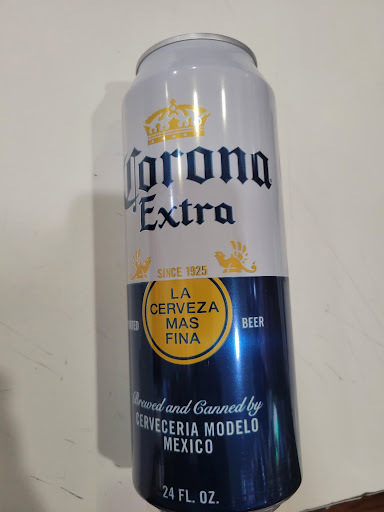 Corona
Extra
SINCE 1925
LA
CERVEZA
MAS
FINA
BEER
Brewed and Canned by
CERVECERIA MODELO
MEXICO
24 FL. OZ.